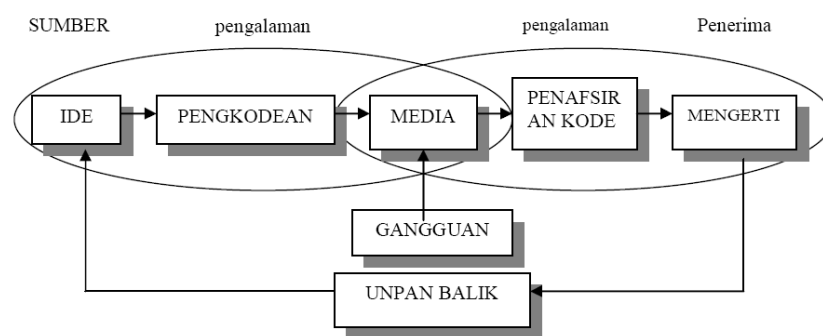 SUMBER pengalaman pengalaman Penerima
IDE PENGKODEAN MEDIA PENAFSIR
AN KODE MENGERTI
GANGGUAN
UNPAN BALIK